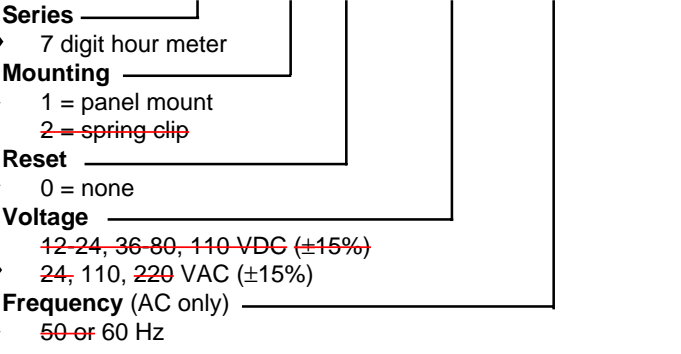 Series
7 digit hour meter
Mounting
1 = panel mount
2 = spring clip
Reset
0 = none
Voltage
12-24, 36-80, 110 VDC (±15%)
24, 110, 220 VAC (±15%)
Frequency (AC only)
50 or 60 Hz